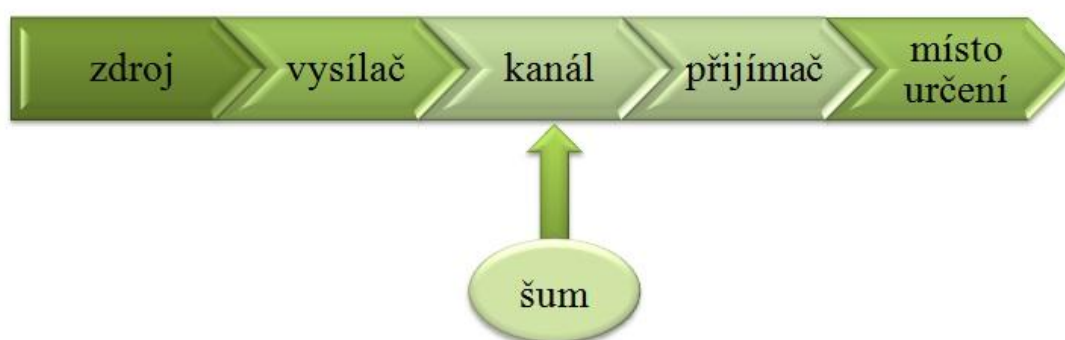 zdroj
vysílač
kanál
přijímač
místo
určení
šum